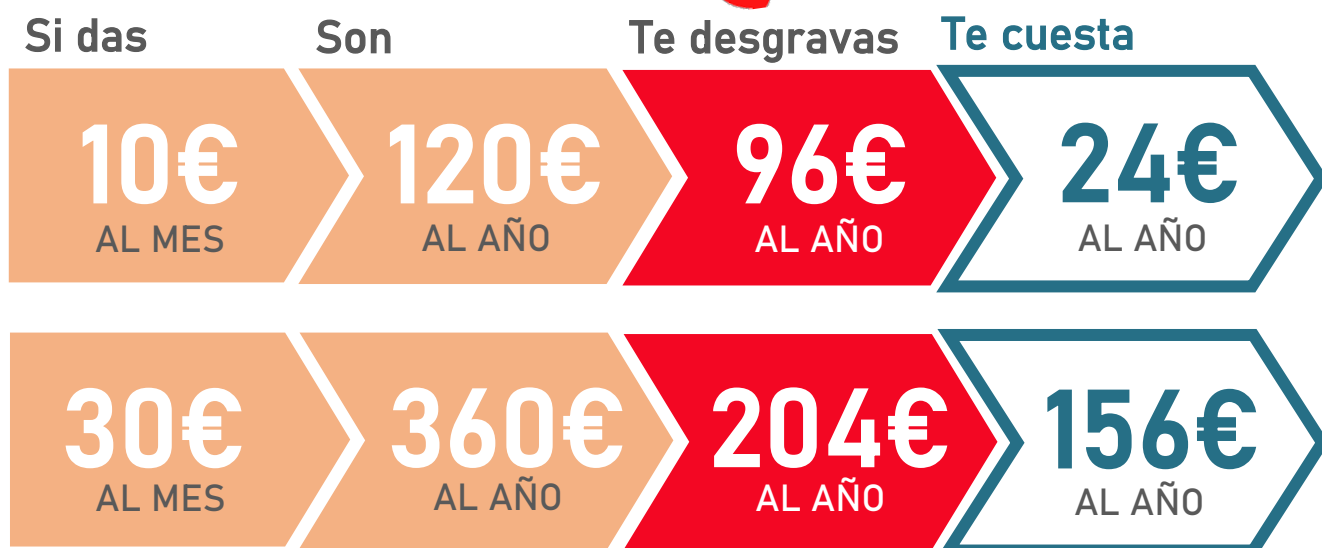 Si das Son Te desgravas Te cuesta
10€ 120€ 96€ 24€
AL MES AL AÑO AL AÑO AL AÑO
30€ 360€ 204€ 156€
AL MES AL AÑO AL AÑO AL AÑO